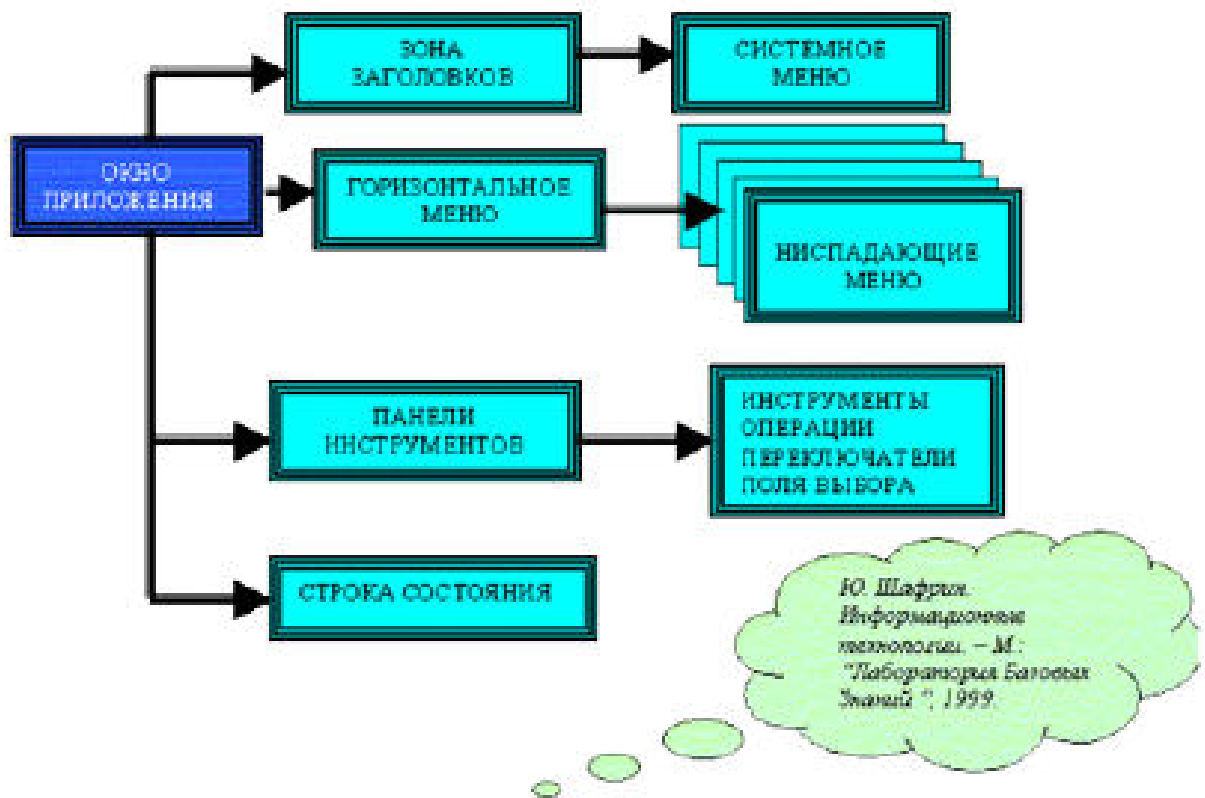 ЗОНА
ЗАГОЛОВКОВ
СИСТЕМНОЕ
МЕНЮ
ОКНО
ПРИЛОЖЕНИЯ
ГОРИЗОНТАЛЬНОЕ
МЕНЮ
НИСПАДАЮЩИЕ
МЕНЮ
ПАНЕЛИ
ИНСТРУМЕНТОВ
ИНСТРУМЕНТЫ
ОПЕРАЦИИ
ПЕРЕКЛЮЧАТЕЛИ
ПОЛЯ ВЫБОРА
СТРОКА СОСТОЯНИЯ
Ю. Шафрин.
Информационные
технологии. – М.:
"Лаборатория Базовых
Знаний ", 1999.